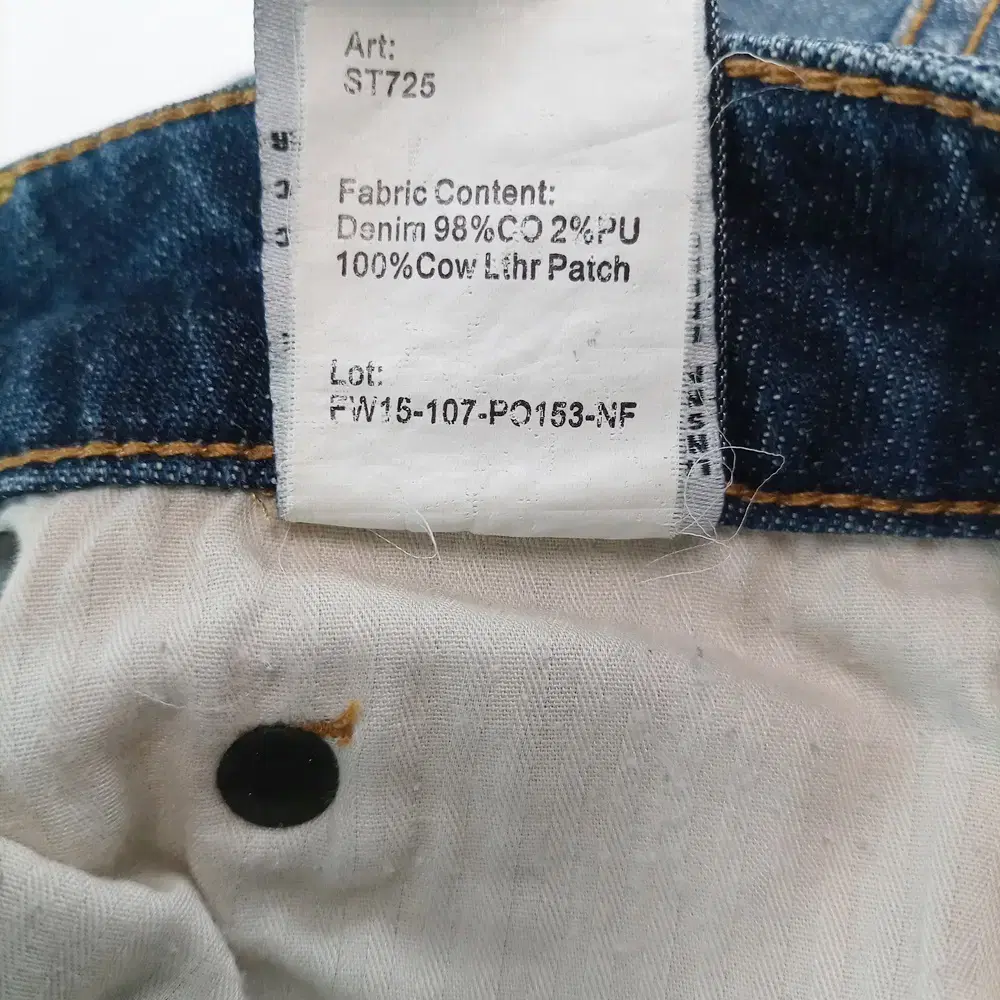 Art:
ST725
Fabric Content:
Denim 98%CO 2%PU
100%Cow Lthr Patch
Lot:
FW15-107-PO153-NF